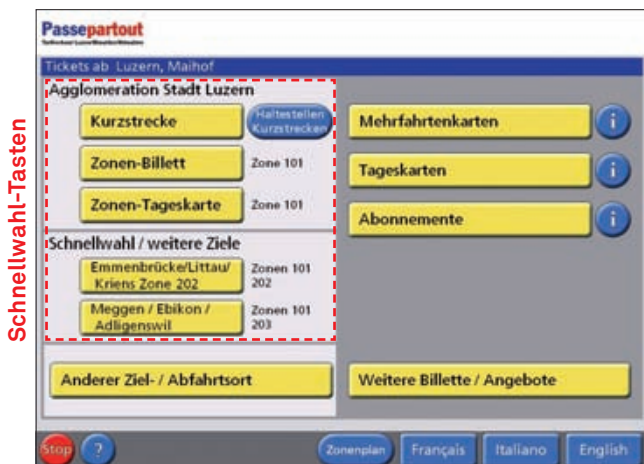 Passepartout
Tickets ab Luzern, Maihof
Schnellwahl-Tasten
Agglomeration Stadt Luzern
Kurzstrecke
Haltestellen
Kurzstrecken
Zonen-Billett
Zone 101
Zonen-Tageskarte
Zone 101
Schnellwahl / weitere Ziele
Emmenbrücke/Littau/
Kriens Zone 202
Zonen 101
202
Meggen / Ebikon /
Adligenswil
Zonen 101
203
Anderer Ziel- / Abfahrtsort
Mehrfahrtenkarten
i
Tageskarten
i
Abonnemente
i
Weitere Billette / Angebote
Stop
?
Zonenplan
Français
Italiano
English